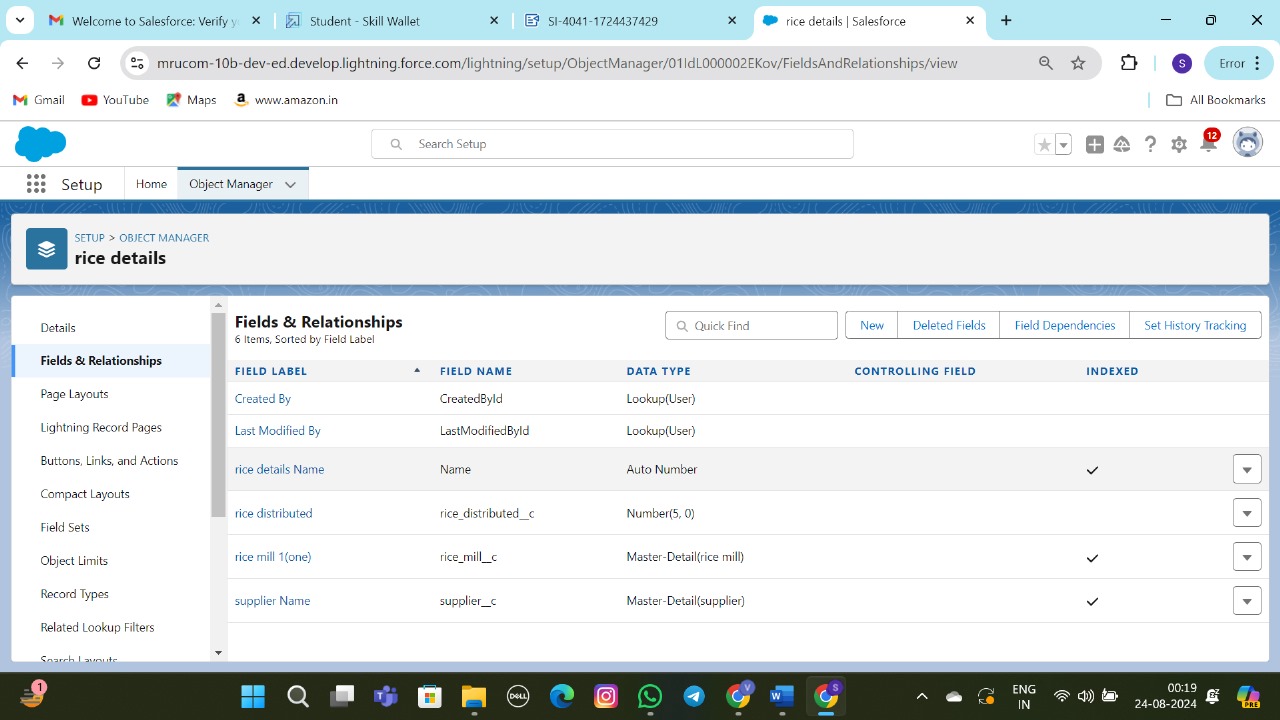 Welcome to Salesforce: Verify y
Student - Skill Wallet
SI-4041-1724437429
rice details | Salesforce
mrucom-10b-dev-ed.develop.lightning.force.com/lightning/setup/ObjectManager/01IdL000002EKov/FieldsAndRelationships/view
S
Error
Gmail
YouTube
Maps
www.amazon.in
All Bookmarks
Search Setup
12
Setup
Home
Object Manager
SETUP > OBJECT MANAGER
rice details
Details
Fields & Relationships
Page Layouts
Lightning Record Pages
Buttons, Links, and Actions
Compact Layouts
Field Sets
Object Limits
Record Types
Related Lookup Filters
Search Layouts
Fields & Relationships
6 Items, Sorted by Field Label
Quick Find
New
Deleted Fields
Field Dependencies
Set History Tracking
FIELD LABEL FIELD NAME DATA TYPE CONTROLLING FIELD INDEXED
Created By CreatedById Lookup(User)
Last Modified By LastModifiedById Lookup(User)
rice details Name Name Auto Number
rice distributed rice_distributed__c Number(5, 0)
rice mill 1(one) rice_mill__c Master-Detail(rice mill)
supplier Name supplier__c Master-Detail(supplier)
1
DELL
V
W
S
ENG
IN
00:19
24-08-2024
PRE